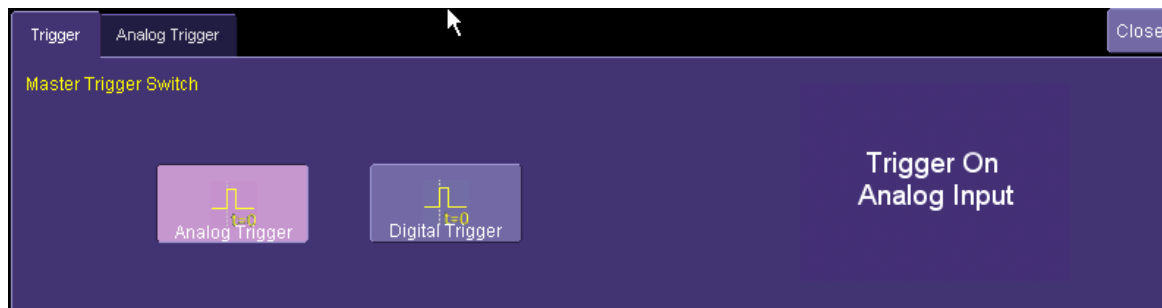 Trigger
Analog Trigger
Close
Master Trigger Switch
t=0
Analog Trigger
t=0
Digital Trigger
Trigger On
Analog Input